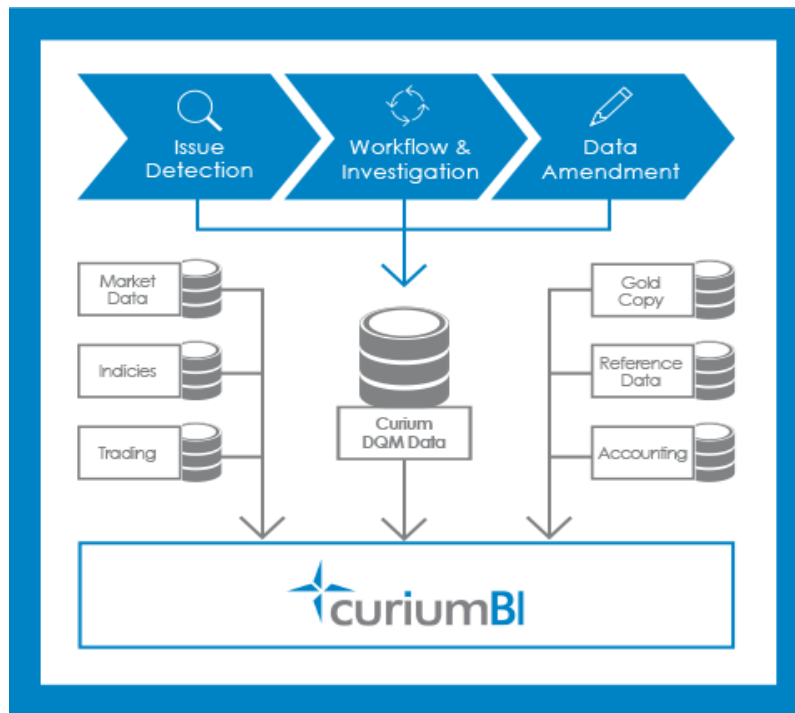 Issue
Detection
Workflow &
Investigation
Data
Amendment
Market
Data
Indicies
Trading
Curium
DQM Data
Gold
Copy
Reference
Data
Accounting
curiumBI